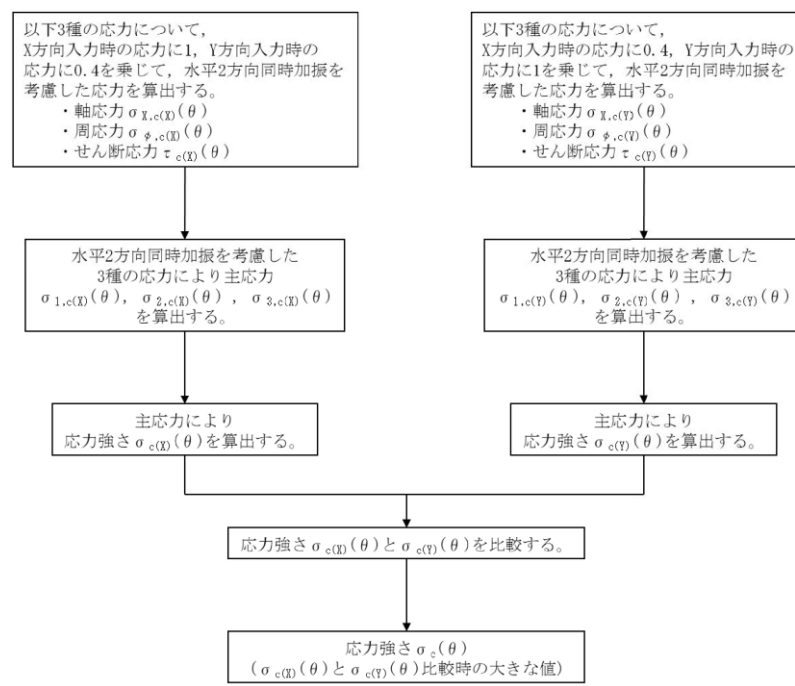 以下3種の応力について,
X方向入力時の応力に1, Y方向入力時の
応力に0.4を乗じて, 水平2方向同時加振を
考慮した応力を算出する。
・軸応力σX,c(X)(θ)
・周応力σφ,c(X)(θ)
・せん断応力τc(X)(θ)
以下3種の応力について,
X方向入力時の応力に0.4, Y方向入力時の
応力に1を乗じて, 水平2方向同時加振を
考慮した応力を算出する。
・軸応力σX,c(Y)(θ)
・周応力σφ,c(Y)(θ)
・せん断応力τc(Y)(θ)
水平2方向同時加振を考慮した
3種の応力により主応力
σ1,c(X)(θ), σ2,c(X)(θ), σ3,c(X)(θ)
を算出する。
水平2方向同時加振を考慮した
3種の応力により主応力
σ1,c(Y)(θ), σ2,c(Y)(θ), σ3,c(Y)(θ)
を算出する。
主応力により
応力強さσc(X)(θ)を算出する。
主応力により
応力強さσc(Y)(θ)を算出する。
応力強さσc(X)(θ)とσc(Y)(θ)を比較する。
応力強さσc(θ)
(σc(X)(θ)とσc(Y)(θ)比較時の大きな値)